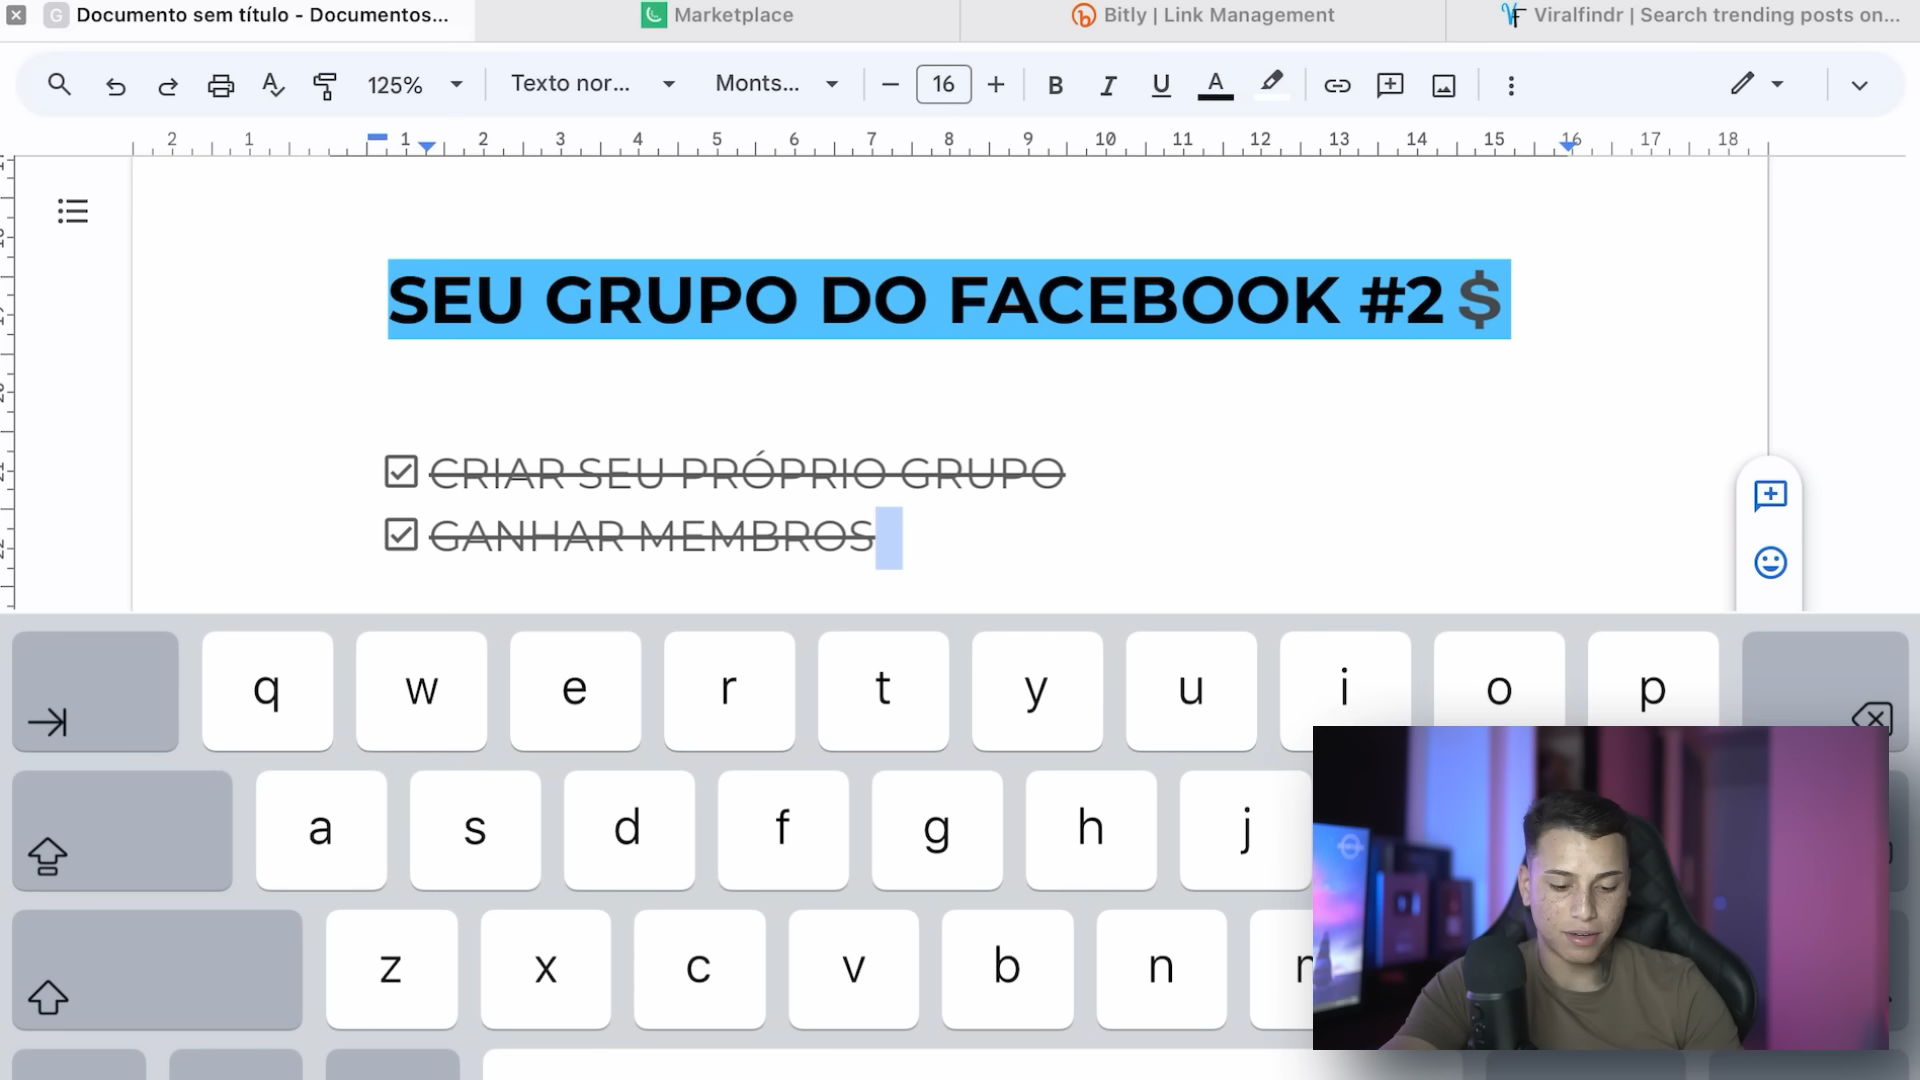 Documento sem título - Documentos...
Marketplace
Bitly | Link Management
Viralfindr | Search trending posts on...
125%
Texto nor...
Monts...
16
B I U A
2 1 1 2 3 4 5 6 7 8 9 10 11 12 13 14 15 16 17 18
SEU GRUPO DO FACEBOOK #2 $
CRIAR SEU PRÓPRIO GRUPO
GANHAR MEMBROS
q w e r t y u i o p
a s d f g h j
z x c v b n